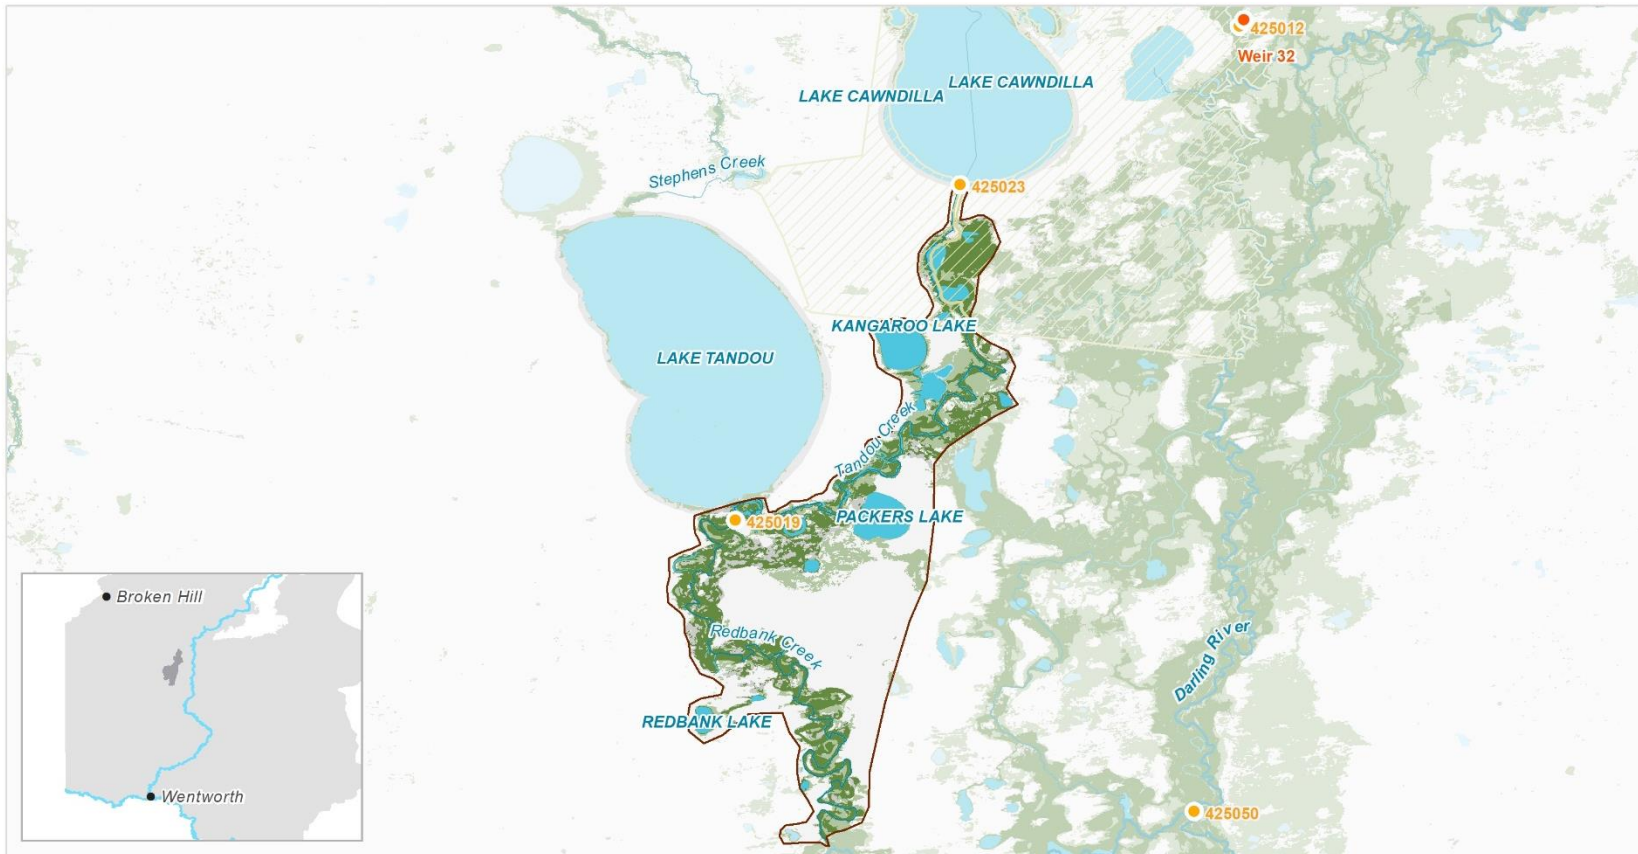 425012
Weir 32
LAKE CAWNDILLA
LAKE CAWNDILLA
Stephens Creek
425023
KANGAROO LAKE
LAKE TANDOU
Tandou Creek
PACKERS LAKE
425019
Broken Hill
Redbank Creek
Darling River
REDBANK LAKE
Wentworth
425050